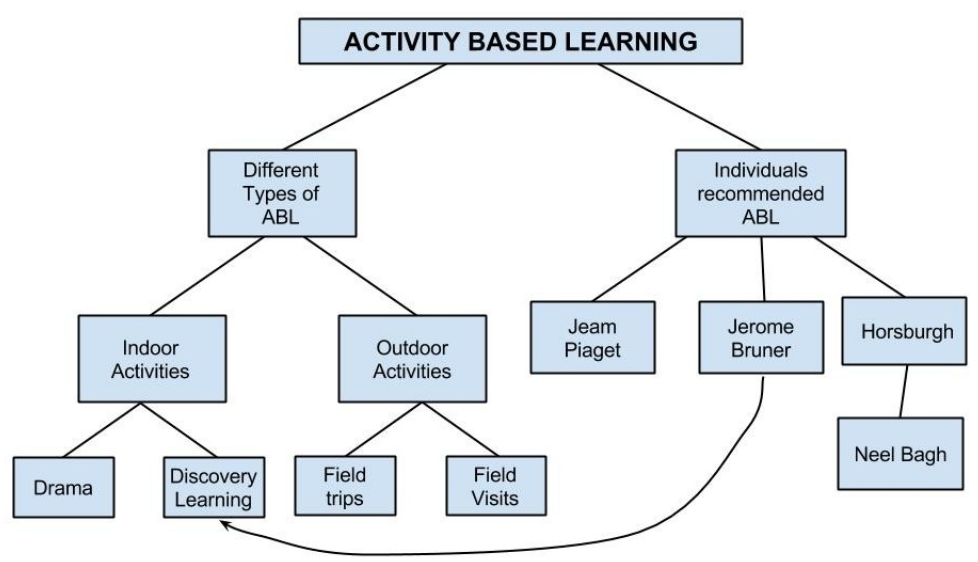 ACTIVITY BASED LEARNING
Different
Types of
ABL
Individuals
recommended
ABL
Indoor
Activities
Outdoor
Activities
Jeam
Piaget
Jerome
Bruner
Horsburgh
Drama
Discovery
Learning
Field
trips
Field
Visits
Neel Bagh